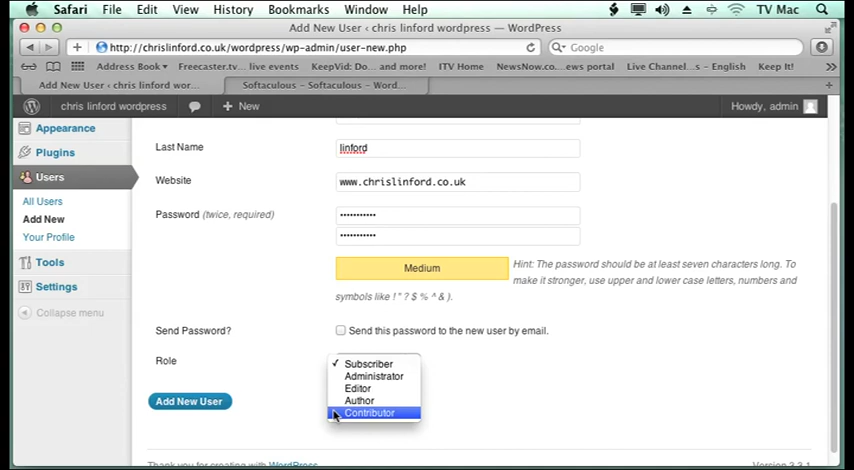 Safari File Edit View History Bookmarks Window Help TV Mac
Add New User ‹ chris linford wordpress — WordPress
http://chrislinford.co.uk/wordpress/wp-admin/user-new.php Google
Address Book Freecaster.tv... live events KeepVid: Do... and more! ITV Home NewsNow.co...ews portal Live Channel...s – English Keep It!
Add New User ‹ chris linford wor... Softaculous - Softaculous - Word...
chris linford wordpress + New Howdy, admin
Appearance
Plugins
Users
All Users
Add New
Your Profile
Tools
Settings
Collapse menu
Last Name linford
Website www.chrislinford.co.uk
Password (twice, required) •••••••••••
•••••••••••
Medium
Hint: The password should be at least seven characters long. To
make it stronger, use upper and lower case letters, numbers and
symbols like ! " ? $ % ^ & ).
Send Password? Send this password to the new user by email.
Role
✓ Subscriber
Administrator
Editor
Author
Contributor
Add New User
Thank you for creating with WordPress. Version 3.3.1